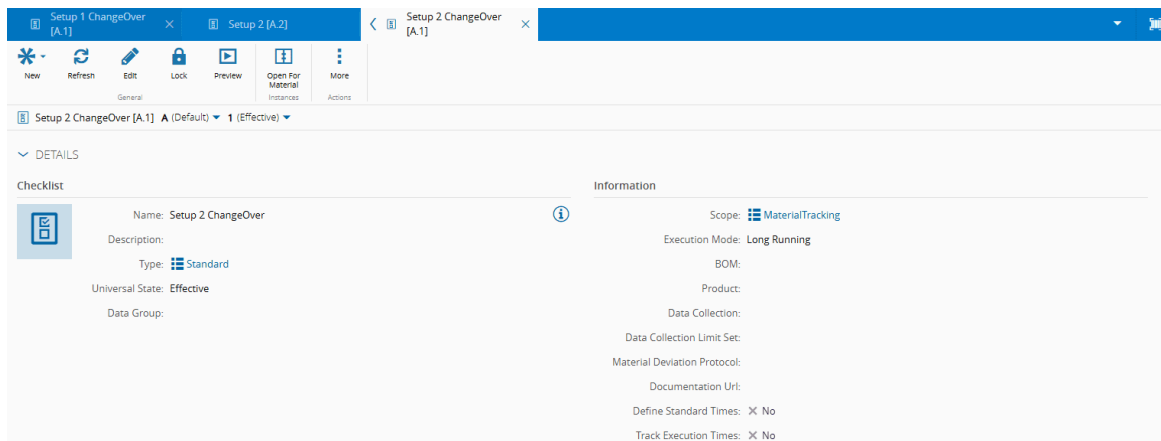 Setup 1 ChangeOver
[A.1]
Setup 2 [A.2]
Setup 2 ChangeOver
[A.1]
New
Refresh
Edit
Lock
Preview
Open For
Material
More
General
Instances
Actions
Setup 2 ChangeOver [A.1] A (Default) 1 (Effective)
DETAILS
Checklist
Name: Setup 2 ChangeOver
Description:
Type: Standard
Universal State: Effective
Data Group:
Information
Scope: MaterialTracking
Execution Mode: Long Running
BOM:
Product:
Data Collection:
Data Collection Limit Set:
Material Deviation Protocol:
Documentation Url:
Define Standard Times: No
Track Execution Times: No